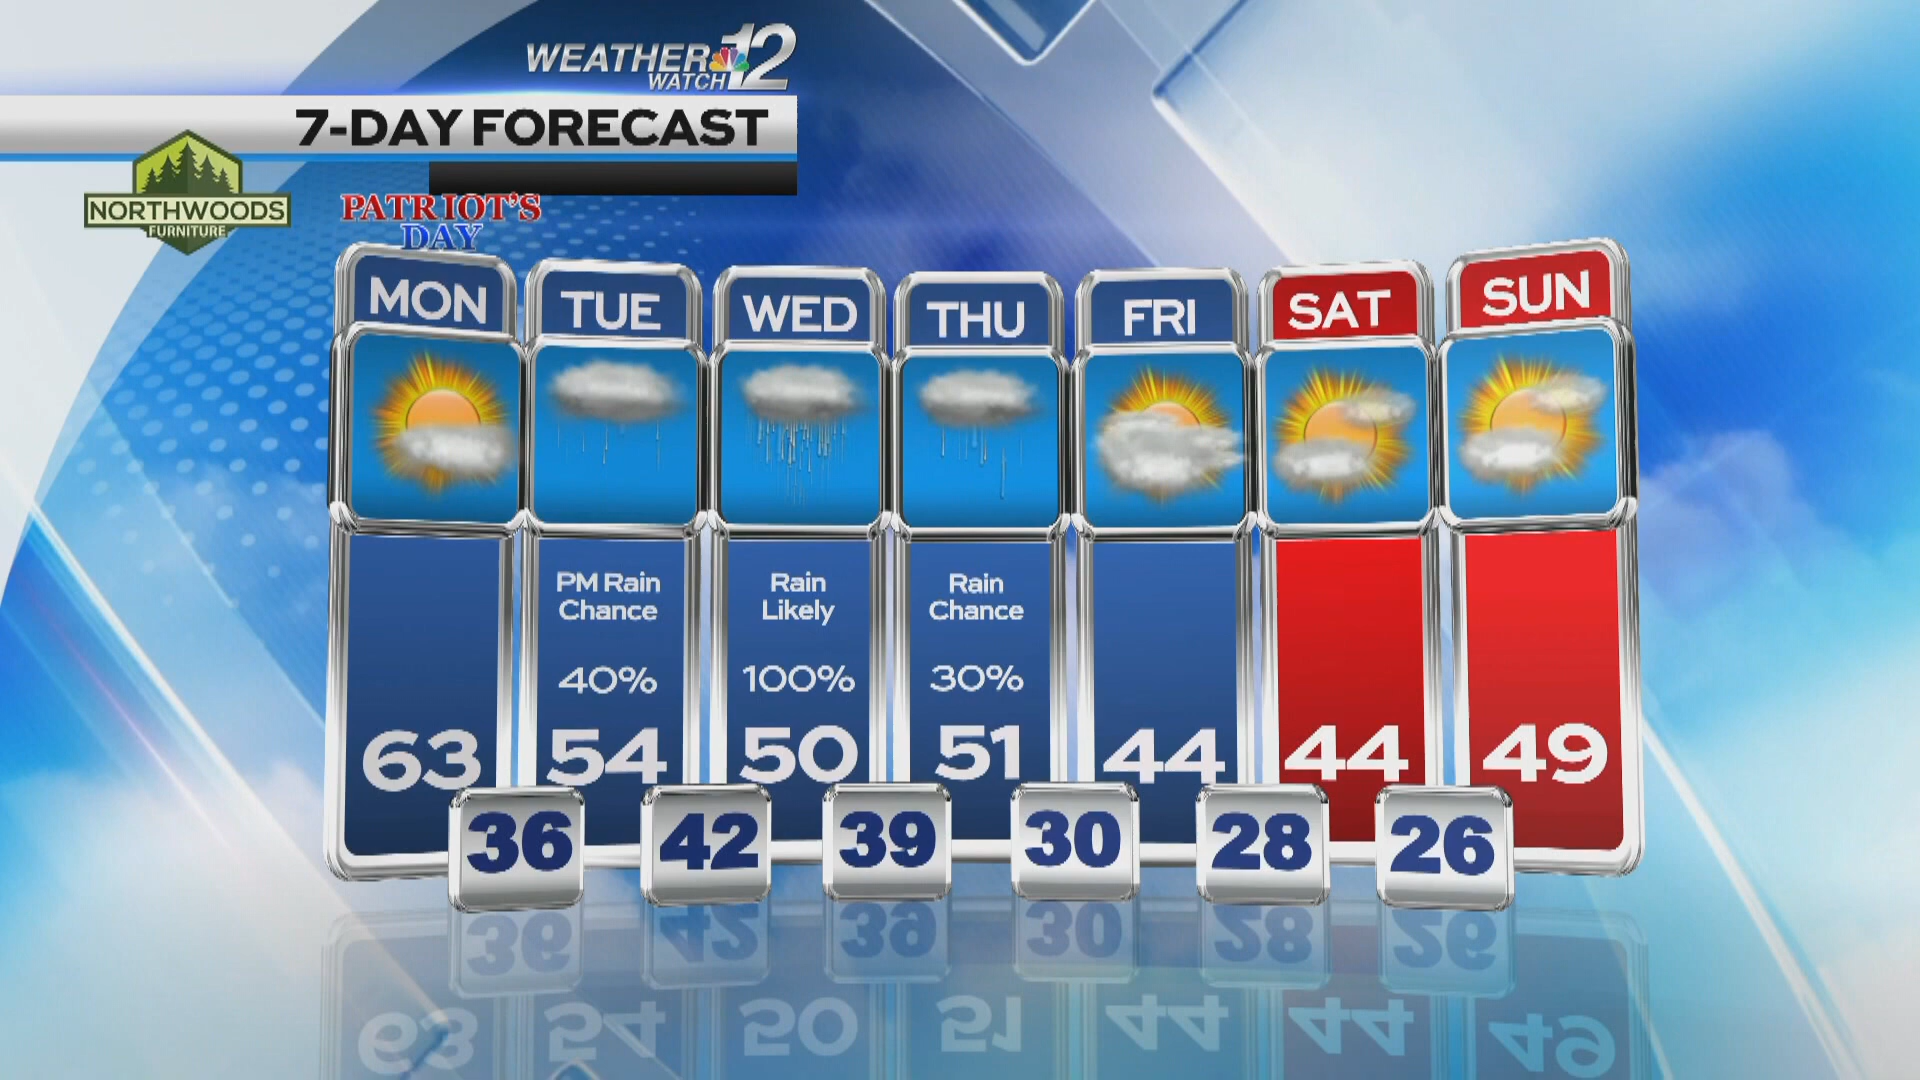 WEATHER 12
WATCH
7-DAY FORECAST
NORTHWOODS
FURNITURE
PATRIOT'S
DAY
MON TUE WED THU FRI SAT SUN
PM Rain Chance
40%
Rain Likely
100%
Rain Chance
30%
63 54 50 51 44 44 49
36 42 39 30 28 26